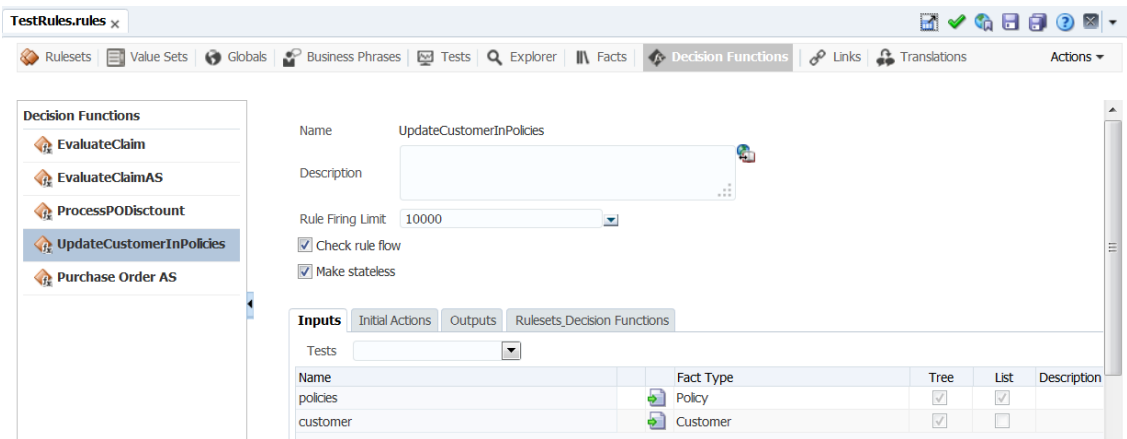 TestRules.rules
Rulesets Value Sets Globals Business Phrases Tests Explorer Facts Decision Functions Links Translations Actions
Decision Functions
EvaluateClaim
EvaluateClaimAS
ProcessPODisctount
UpdateCustomerInPolicies
Purchase Order AS
Name UpdateCustomerInPolicies
Description
Rule Firing Limit 10000
Check rule flow
Make stateless
Inputs Initial Actions Outputs Rulesets_Decision Functions
Tests
Name Fact Type Tree List Description
policies Policy
customer Customer